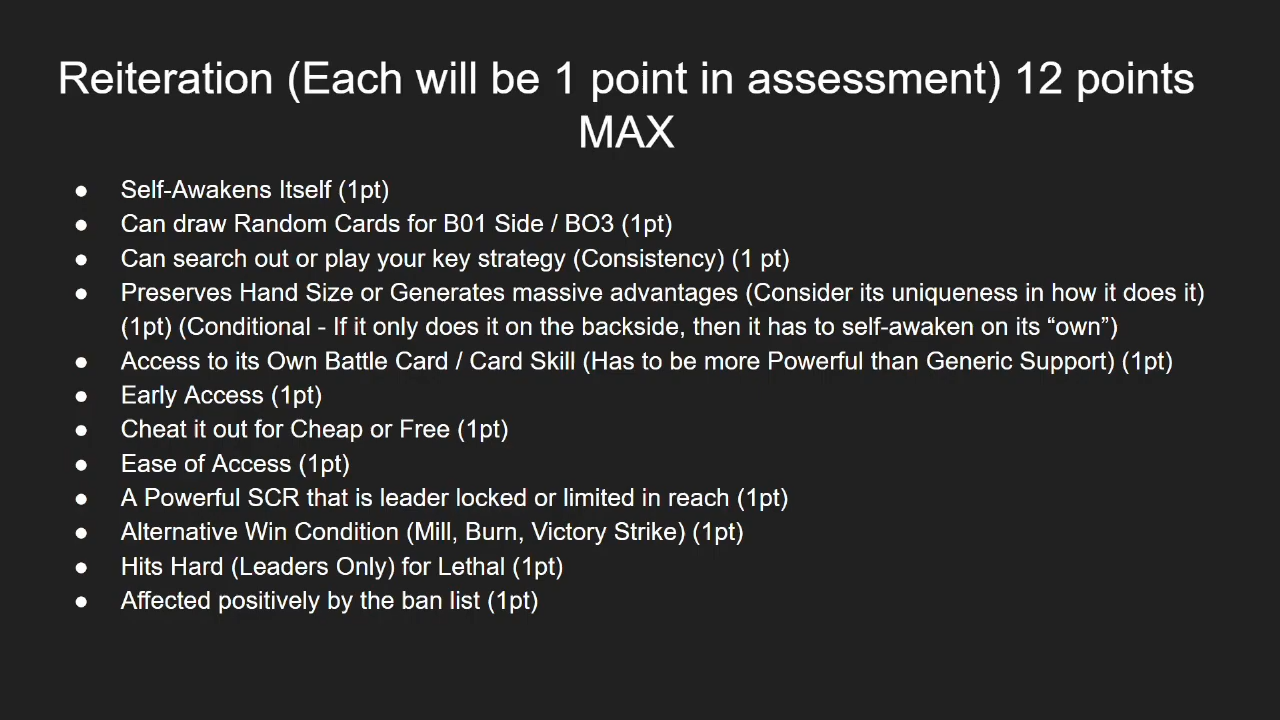 Reiteration (Each will be 1 point in assessment) 12 points
MAX
● Self-Awakens Itself (1pt)
● Can draw Random Cards for B01 Side / BO3 (1pt)
● Can search out or play your key strategy (Consistency) (1 pt)
● Preserves Hand Size or Generates massive advantages (Consider its uniqueness in how it does it)
(1pt) (Conditional - If it only does it on the backside, then it has to self-awaken on its “own”)
● Access to its Own Battle Card / Card Skill (Has to be more Powerful than Generic Support) (1pt)
● Early Access (1pt)
● Cheat it out for Cheap or Free (1pt)
● Ease of Access (1pt)
● A Powerful SCR that is leader locked or limited in reach (1pt)
● Alternative Win Condition (Mill, Burn, Victory Strike) (1pt)
● Hits Hard (Leaders Only) for Lethal (1pt)
● Affected positively by the ban list (1pt)